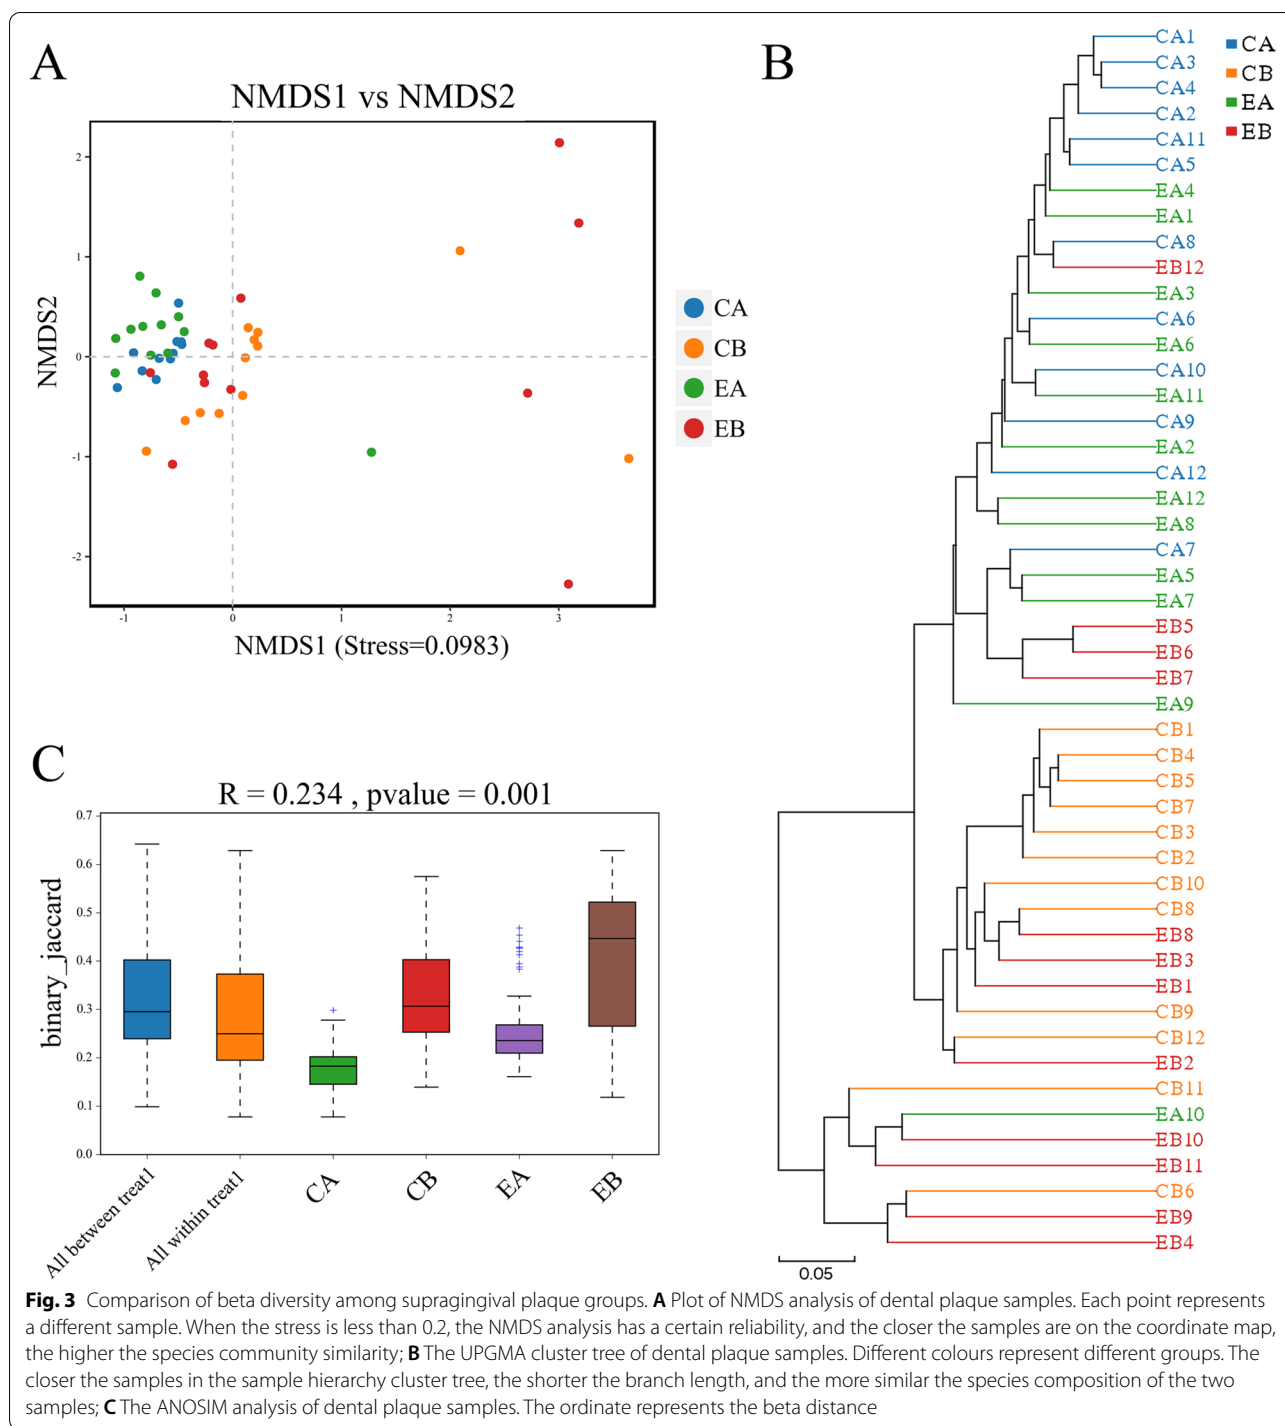 A
NMDS1 vs NMDS2
NMDS2
2
1
0
-1
-2
-1
0
1
2
3
NMDS1 (Stress=0.0983)
CA
CB
EA
EB
B
CA1
CA3
CA4
CA2
CA11
CA5
EA4
EA1
CA8
EB12
EA3
CA6
EA6
CA10
EA11
CA9
EA2
CA12
EA12
EA8
CA7
EA5
EA7
EB5
EB6
EB7
EA9
CB1
CB4
CB5
CB7
CB3
CB2
CB10
CB8
EB8
EB3
EB1
CB9
CB12
EB2
CB11
EA10
EB10
EB11
CB6
EB9
EB4
CA
CB
EA
EB
0.05
C
R = 0.234 , pvalue = 0.001
binary_jaccard
0.7
0.6
0.5
0.4
0.3
0.2
0.1
0.0
All between treat1
All within treat1
CA
CB
EA
EB
Fig. 3 Comparison of beta diversity among supragingival plaque groups. A Plot of NMDS analysis of dental plaque samples. Each point represents
a different sample. When the stress is less than 0.2, the NMDS analysis has a certain reliability, and the closer the samples are on the coordinate map,
the higher the species community similarity; B The UPGMA cluster tree of dental plaque samples. Different colours represent different groups. The
closer the samples in the sample hierarchy cluster tree, the shorter the branch length, and the more similar the species composition of the two
samples; C The ANOSIM analysis of dental plaque samples. The ordinate represents the beta distance